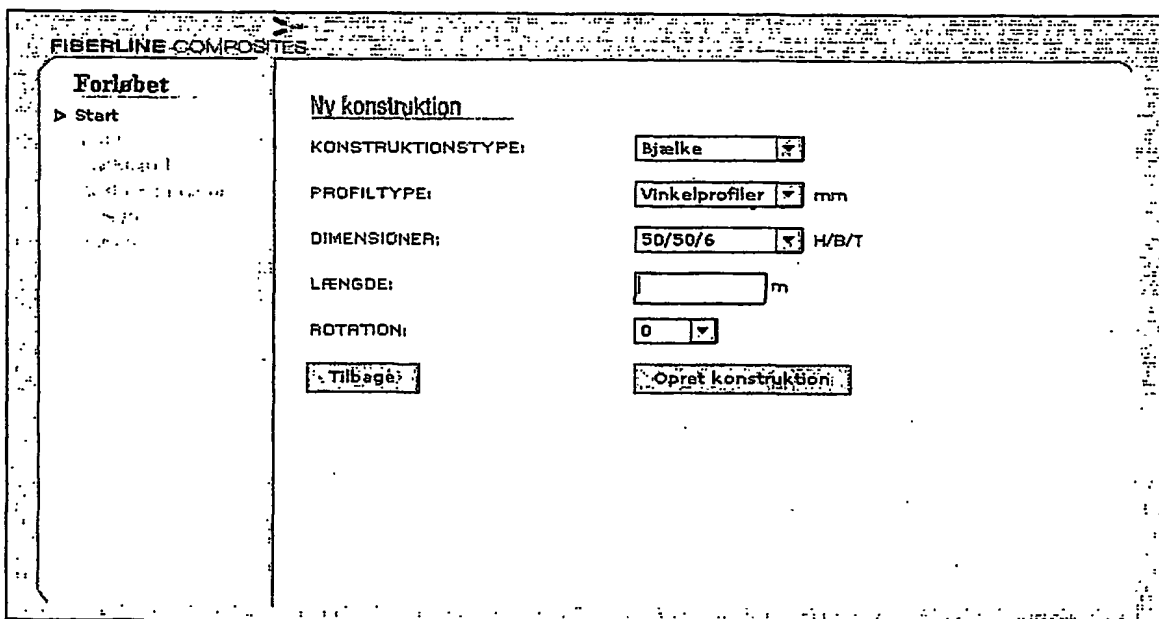 FIBERLINE COMPOSITES
Forløbet
Start
Ny konstruktion
KONSTRUKTIONSTYPE: Bjælke
PROFILTYPE: Vinkelprofiler mm
DIMENSIONER: 50/50/6 H/B/T
LÆNGDE: m
ROTATION: 0
Tilbage Opret konstruktion